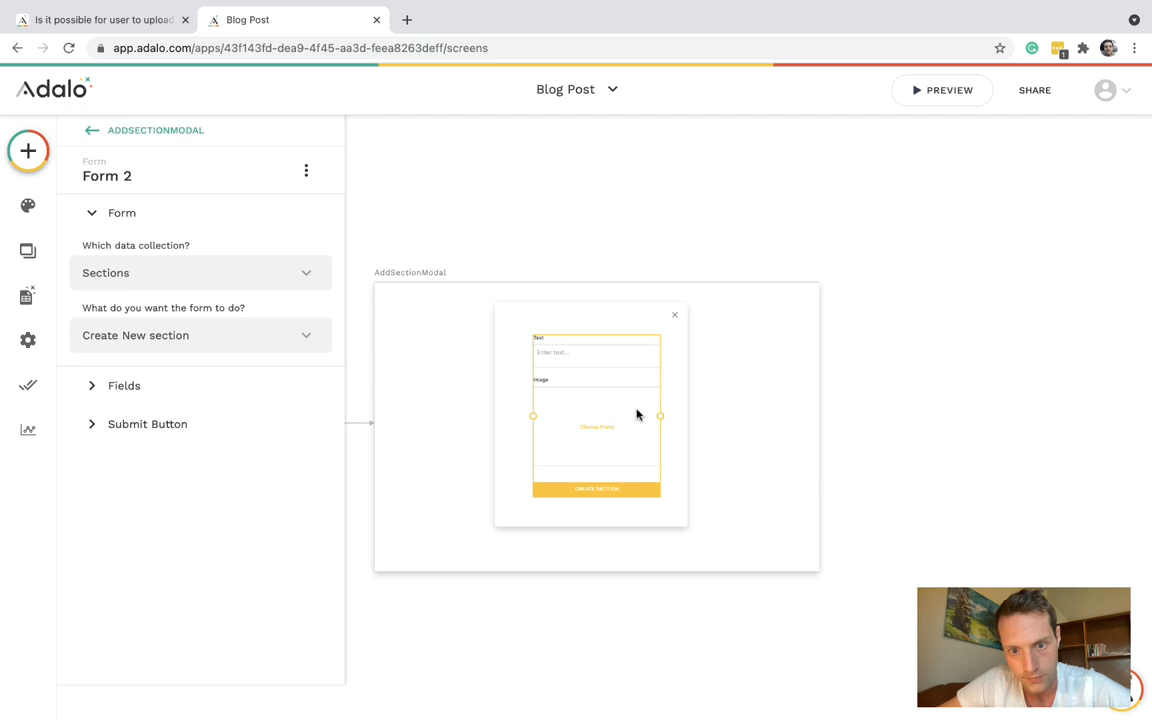 Is it possible for user to upload
Blog Post
app.adalo.com/apps/43f143fd-dea9-4f45-aa3d-feea8263deff/screens
1
Adalo
Blog Post
PREVIEW
SHARE
ADDSECTIONMODAL
Form
Form 2
Form
Which data collection?
Sections
What do you want the form to do?
Create New section
Fields
Submit Button
AddSectionModal
Text
Enter text...
Image
Choose Photo
CREATE SECTION